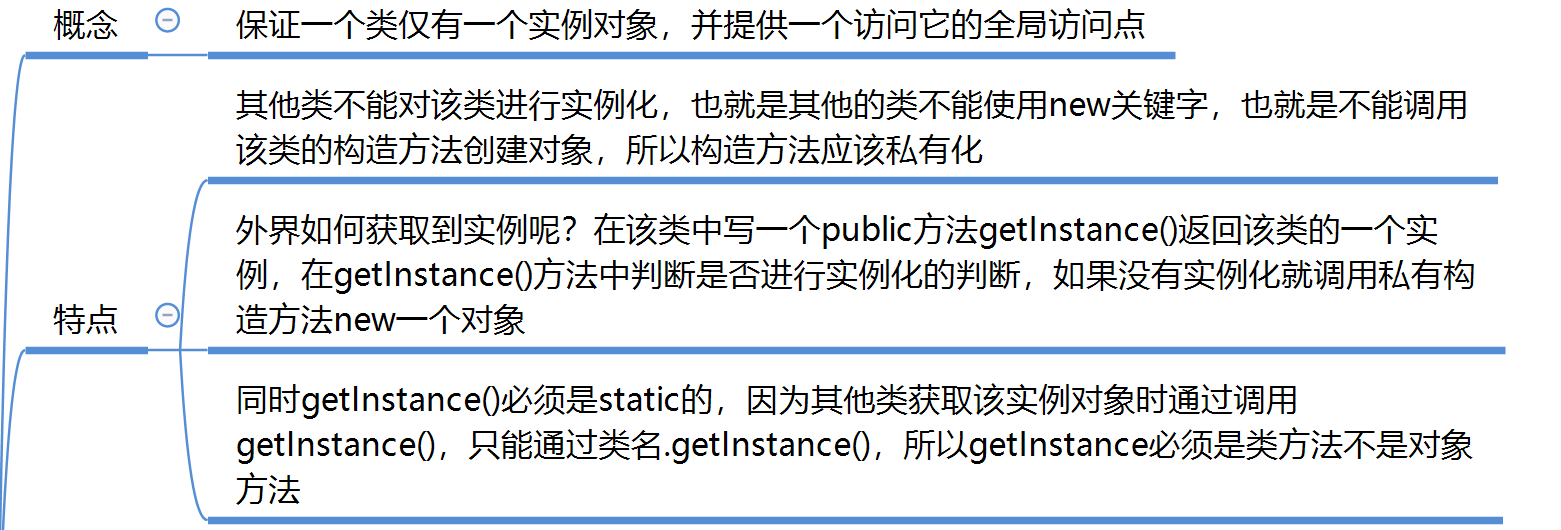 概念
保证一个类仅有一个实例对象，并提供一个访问它的全局访问点
其他类不能对该类进行实例化，也就是其他的类不能使用new关键字，也就是不能调用
该类的构造方法创建对象，所以构造方法应该私有化
特点
外界如何获取到实例呢？在该类中写一个public方法getInstance()返回该类的一个实
例，在getInstance()方法中判断是否进行实例化的判断，如果没有实例化就调用私有构
造方法new一个对象
同时getInstance()必须是static的，因为其他类获取该实例对象时通过调用
getInstance()，只能通过类名.getInstance()，所以getInstance必须是类方法不是对象
方法